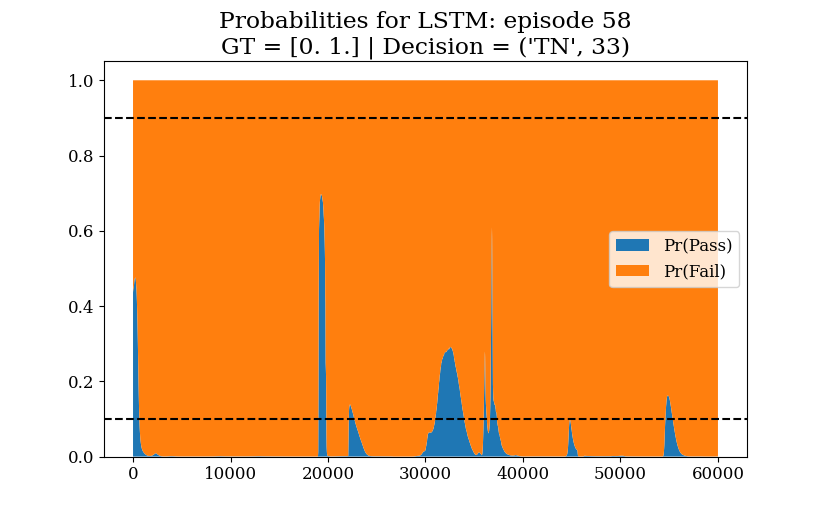 Probabilities for LSTM: episode 58
GT = [0. 1.] | Decision = ('TN', 33)
1.0
0.8
0.6
0.4
0.2
0.0
Pr(Pass)
Pr(Fail)
0 10000 20000 30000 40000 50000 60000